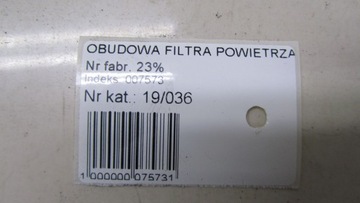 OBUDOWA FILTRA POWIETRZA
Nr fabr. 23%
Indeks: 007573
Nr kat.: 19/036
1 000000 075731